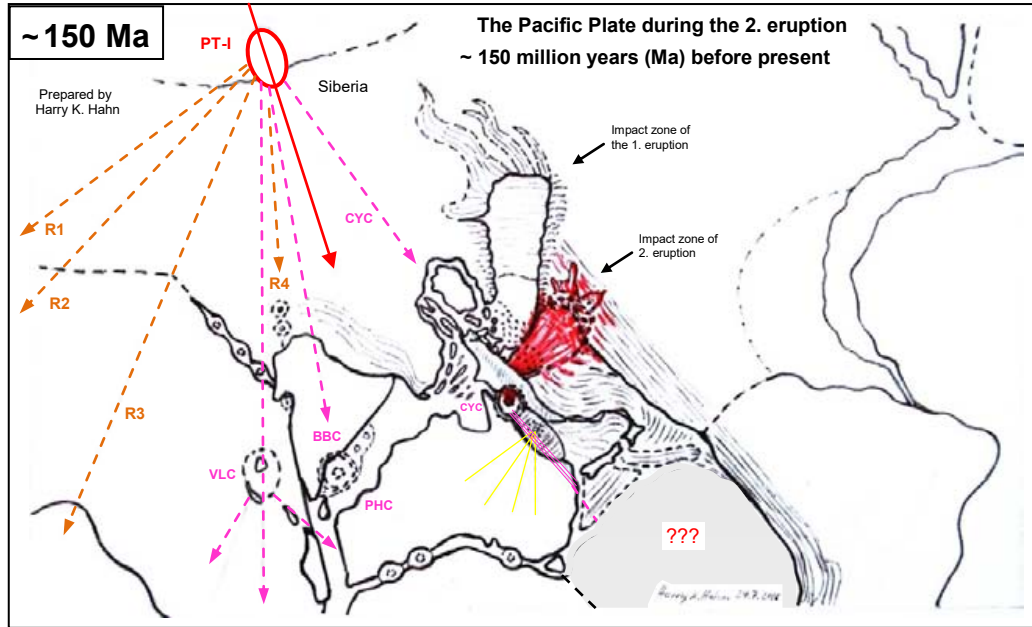 ~ 150 Ma
The Pacific Plate during the 2. eruption
~ 150 million years (Ma) before present
PT-I
Siberia
Prepared by
Harry K. Hahn
Impact zone of
the 1. eruption
Impact zone of
2. eruption
CYC
R1
R2
R4
R3
CYC
BBC
VLC
PHC
???
Harry K. Hahn